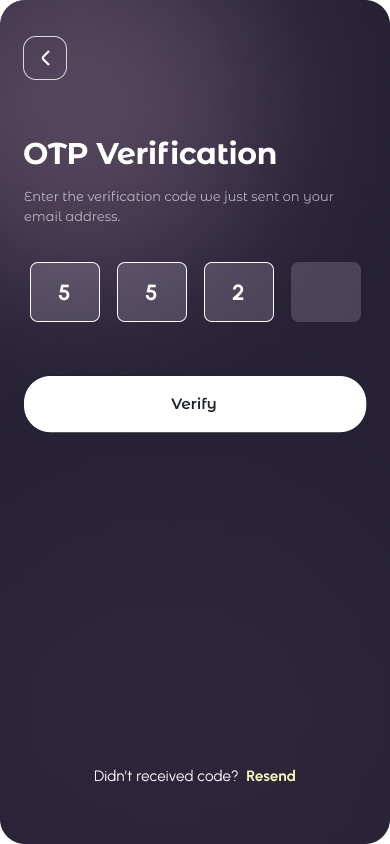 OTP Verification
Enter the verification code we just sent on your
email address.
5 5 2
Verify
Didn't received code? Resend